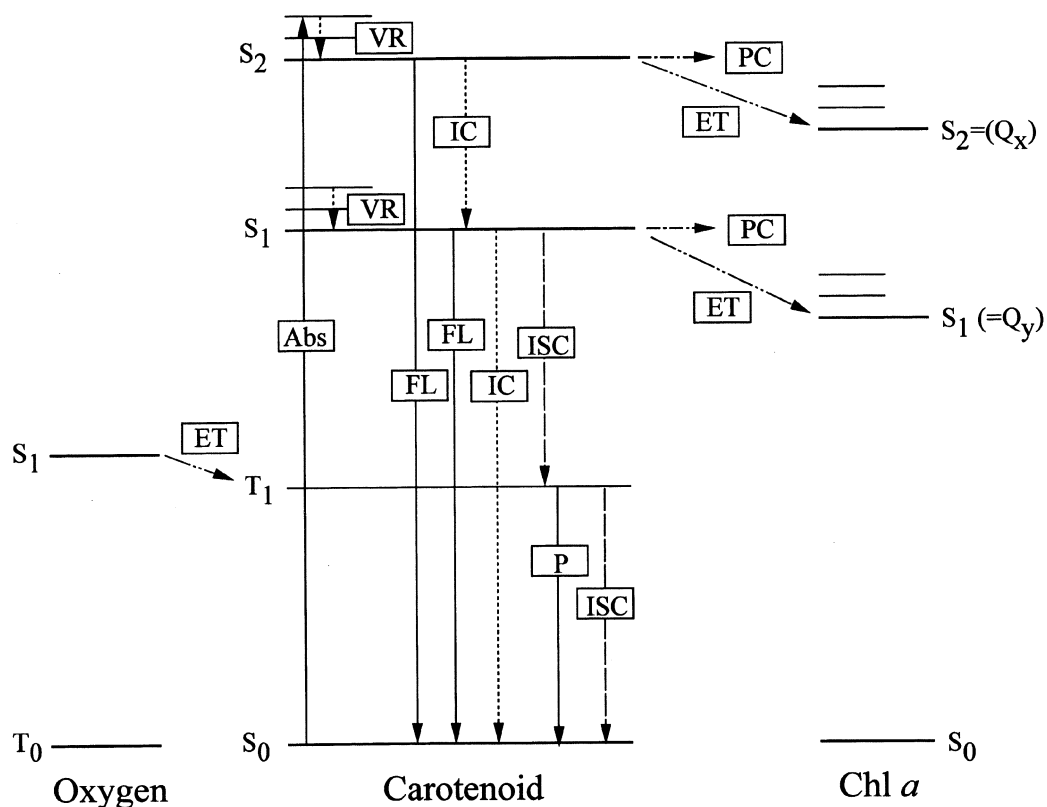 VR
S2
PC
ET
S2=(Qx)
IC
VR
S1
PC
ET
S1 (=Qy)
Abs
FL
ISC
FL
IC
ET
S1
T1
P
ISC
T0
S0
S0
Oxygen
Carotenoid
Chl a